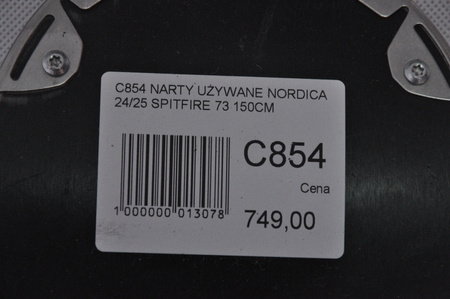 C854 NARTY UŻYWANE NORDICA
24/25 SPITFIRE 73 150CM
C854
Cena
1 000000 013078
749,00